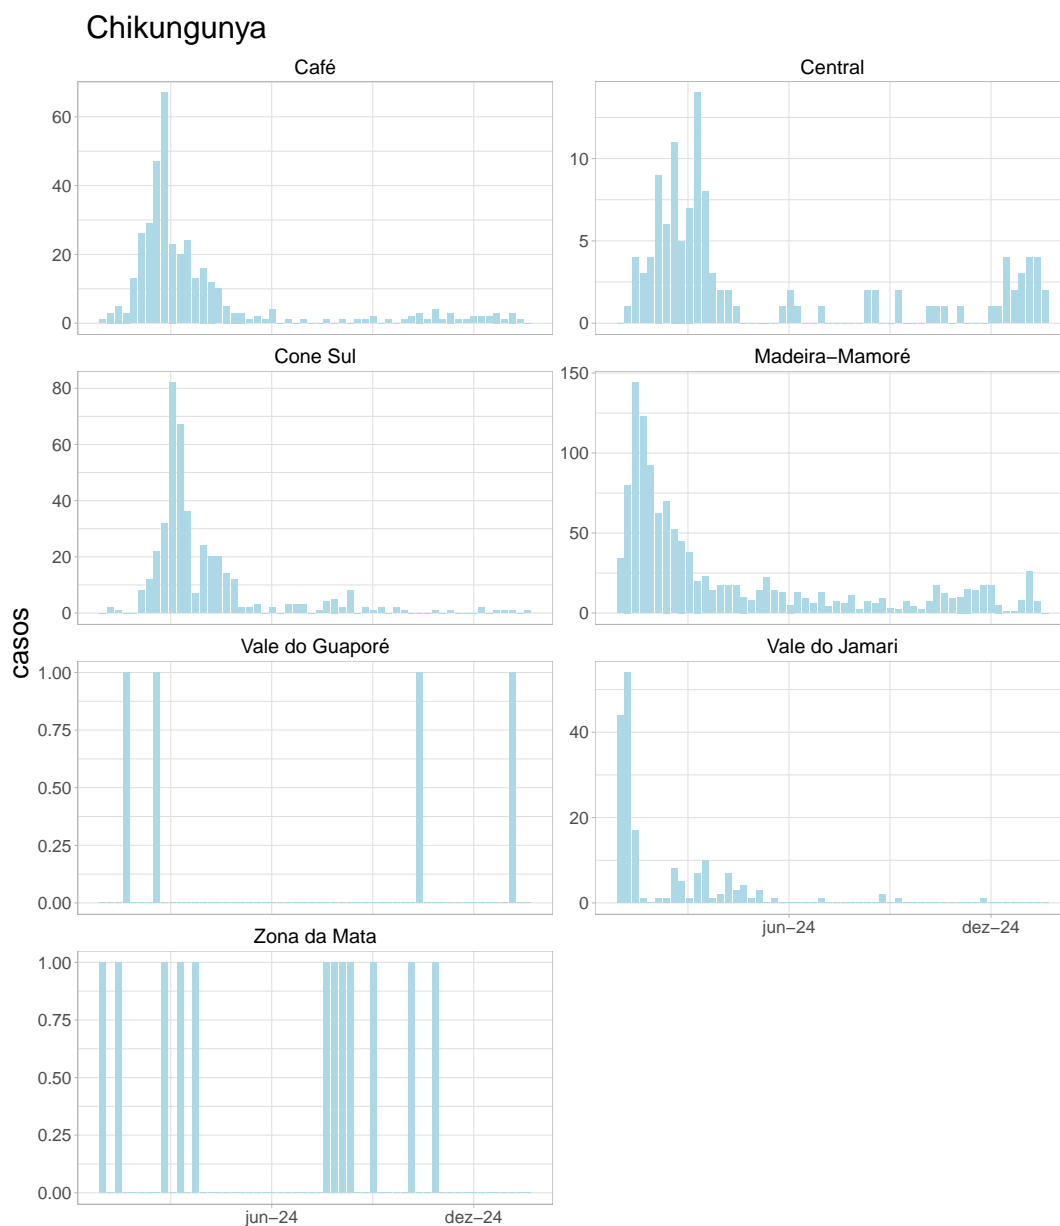 Chikungunya
Café
Central
60
40
20
0
10
5
0
Cone Sul
Madeira−Mamoré
80
60
40
20
0
150
100
50
0
casos
Vale do Guaporé
Vale do Jamari
1.00
0.75
0.50
0.25
0.00
40
20
0
jun−24
dez−24
Zona da Mata
1.00
0.75
0.50
0.25
0.00
jun−24
dez−24